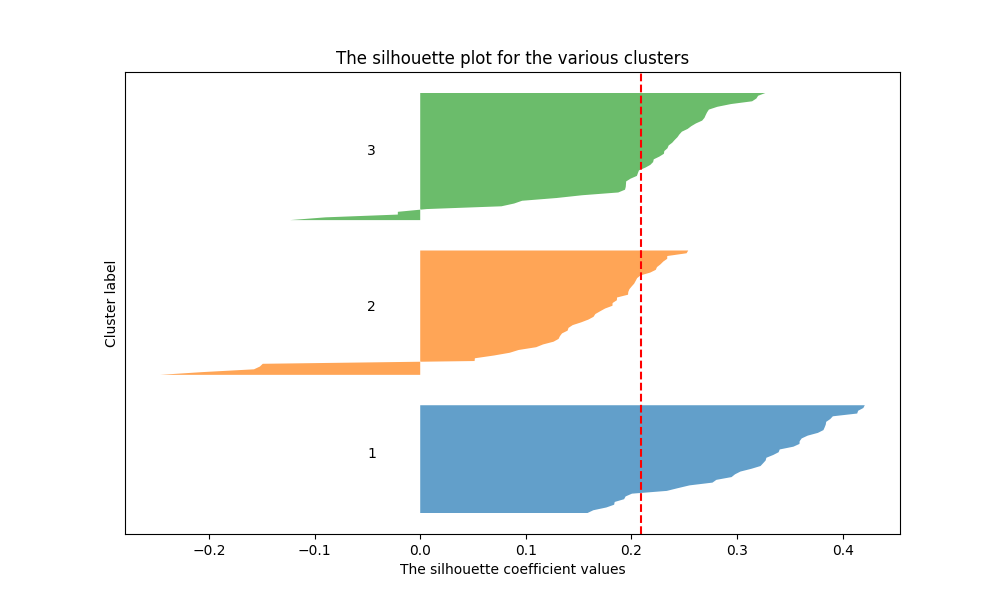 The silhouette plot for the various clusters
3
2
1
Cluster label
−0.2 −0.1 0.0 0.1 0.2 0.3 0.4
The silhouette coefficient values